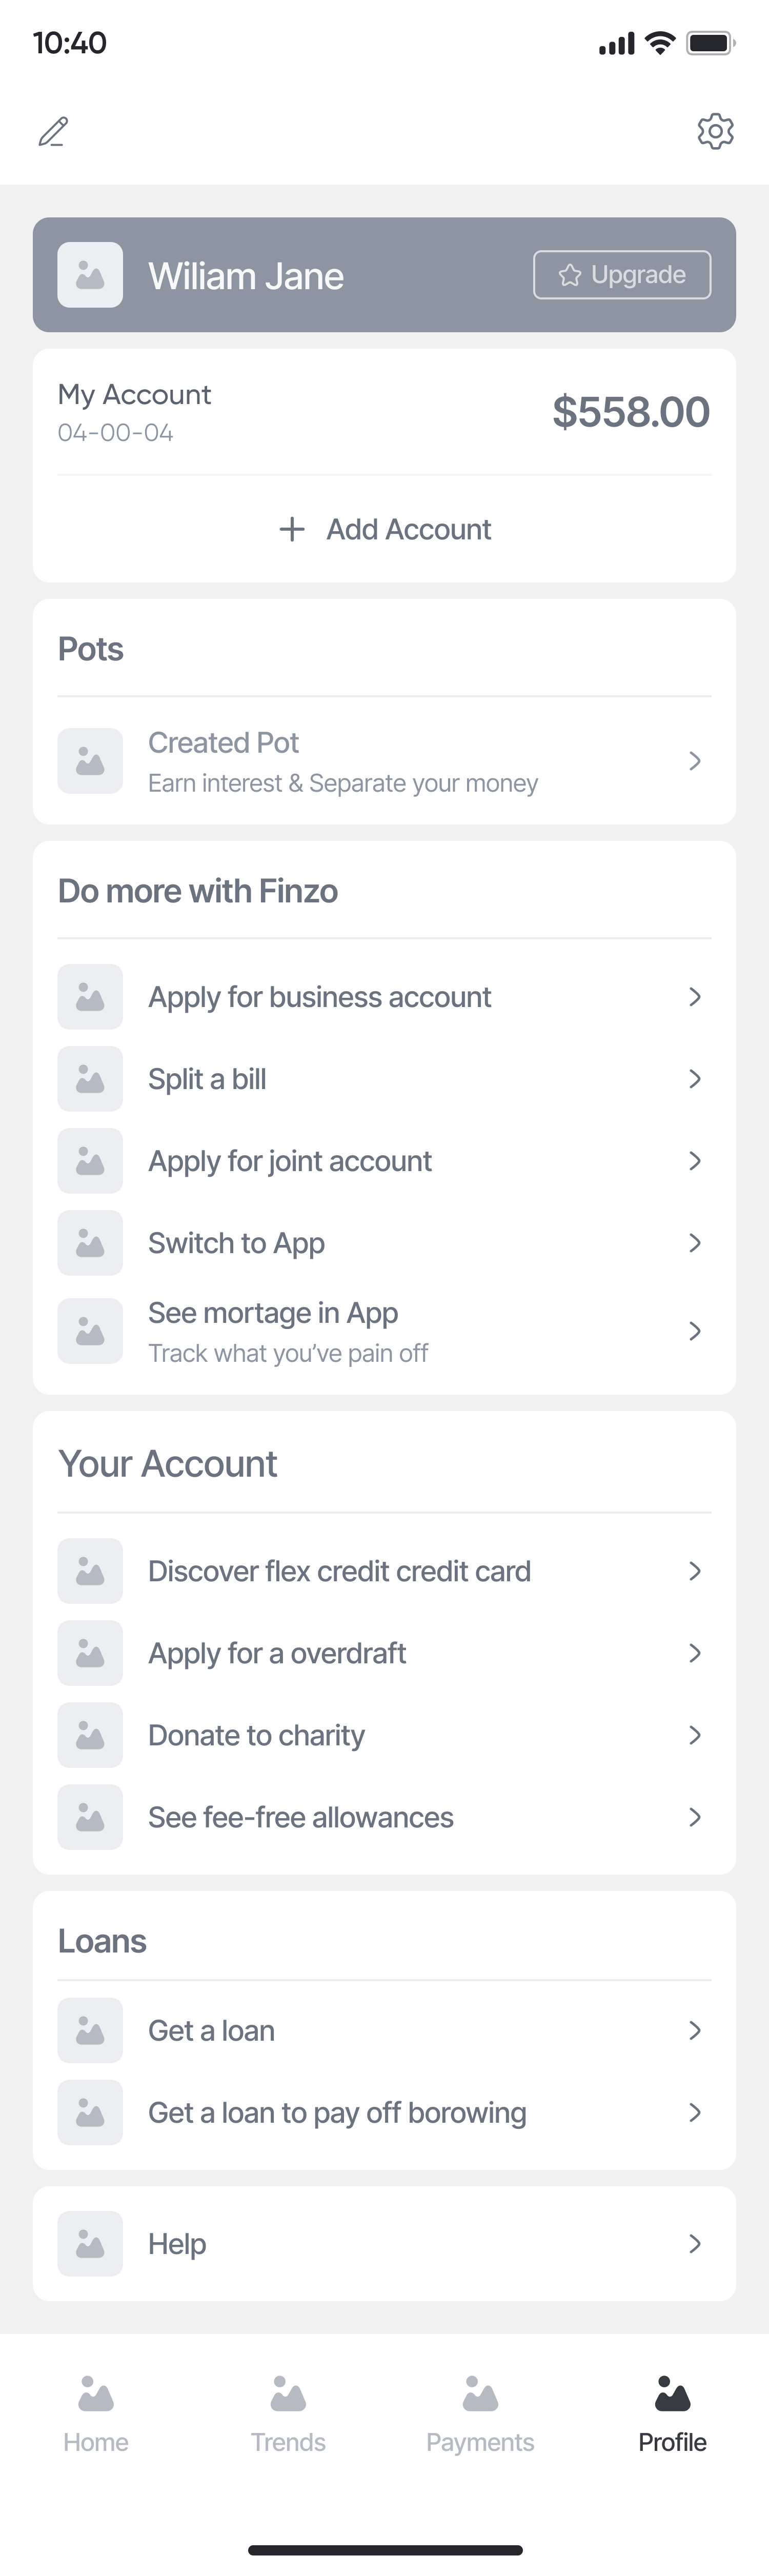 10:40
Wiliam Jane
Upgrade
My Account
$558.00
04-00-04
Add Account
Pots
Created Pot
Earn interest & Separate your money
Do more with Finzo
Apply for business account
Split a bill
Apply for joint account
Switch to App
See mortage in App
Track what you’ve pain off
Your Account
Discover flex credit credit card
Apply for a overdraft
Donate to charity
See fee-free allowances
Loans
Get a loan
Get a loan to pay off borowing
Help
Home
Trends
Payments
Profile